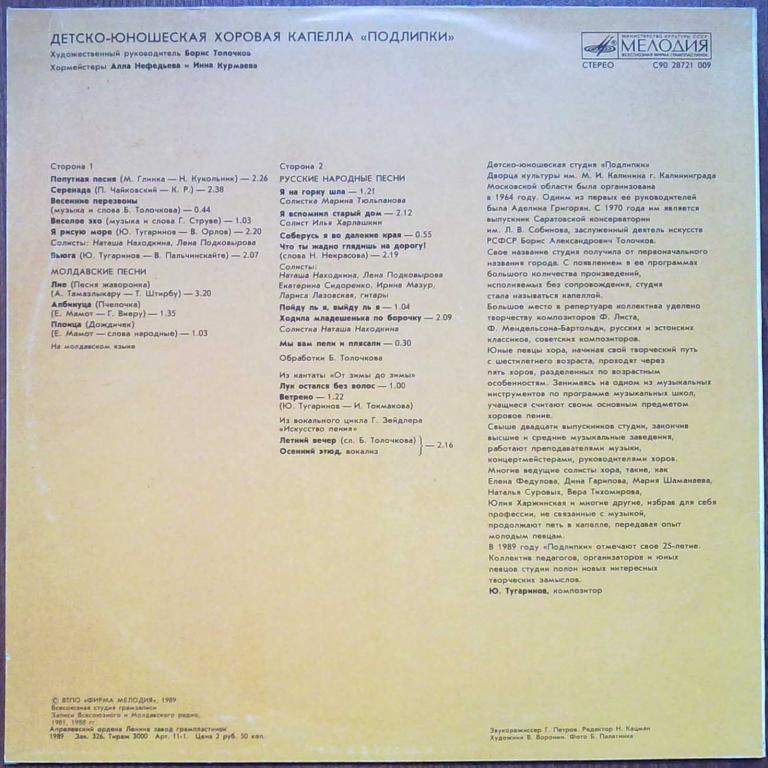 ДЕТСКО-ЮНОШЕСКАЯ ХОРОВАЯ КАПЕЛЛА «ПОДЛИПКИ»
Художественный руководитель Борис Толочков
Хормейстеры Алла Нефедьева и Инна Курмаева
МИНИСТЕРСТВО КУЛЬТУРЫ СССР
МЕЛОДИЯ
ВСЕСОЮЗНАЯ ФИРМА ГРАМПЛАСТИНОК
СТЕРЕО С90 28721 009
Сторона 1
Попутная песня (М. Глинка — Н. Кукольник) — 2.26
Серенада (П. Чайковский — К. Р.) — 2.38
Весенние перезвоны
(музыка и слова Б. Толочкова) — 0.44
Веселое эхо (музыка и слова Г. Струве) — 1.03
Я рисую море (Ю. Тугаринов — В. Орлов) — 2.20
Солисты: Наташа Находкина, Лена Подковырова
Вьюга (Ю. Тугаринов — В. Пальчинскайте) — 2.07
МОЛДАВСКИЕ ПЕСНИ
Лие (Песня жаворонка)
(А. Тамазлыкару — Т. Штирбу) — 3.20
Албинуца (Пчелочка)
(Е. Мамот — Г. Виеру) — 1.35
Плоица (Дождичек)
(Е. Мамот — слова народные) — 1.03
На молдавском языке
Сторона 2
РУССКИЕ НАРОДНЫЕ ПЕСНИ
Я на горку шла — 1.21
Солистка Марина Тюльпанова
Я вспомнил старый дом — 2.12
Солист Илья Харлашкин
Соберусь я во далекие края — 0.55
Что ты жадно глядишь на дорогу!
(слова Н. Некрасова) — 2.19
Солисты:
Наташа Находкина, Лена Подковырова
Екатерина Сидоренко, Ирина Мазур,
Лариса Лазовская, гитары
Пойду ль я, выйду ль я — 1.04
Ходила младешенька по борочку — 2.09
Солистка Наташа Находкина
Мы вам пели и плясали — 0.30
Обработки Б. Толочкова
Из кантаты «От зимы до зимы»
Лук остался без волос — 1.00
Ветрено — 1.22
(Ю. Тугаринов — И. Токмакова)
Из вокального цикла Г. Зейдлера
«Искусство пения»
Летний вечер (сл. Б. Толочкова)
Осенний этюд, вокализ } — 2.16
Детско-юношеская студия «Подлипки»
Дворца культуры им. М. И. Калинина г. Калининграда
Московской области была организована
в 1964 году. Одним из первых ее руководителей
был Аделина Григорян. С 1970 года им является
выпускник Саратовской консерватории
им. Л. В. Собинова, заслуженный деятель искусств
РСФСР Борис Александрович Толочков.
Свое название студия получила от первоначального
названия города. С появлением в ее программах
большого количества произведений,
исполняемых без сопровождения, студия
стала называться капеллой.
Большое место в репертуаре коллектива уделено
творчеству композиторов Ф. Листа,
Ф. Мендельсона-Бартольди, русских и эстонских
классиков, советских композиторов.
Юные певцы хора, начиная свой творческий путь
с шестилетнего возраста, проходят через
пять хоров, разделенных по возрастным
особенностям. Занимаясь на одном из музыкальных
инструментов по программе музыкальных школ,
учащиеся считают своим основным предметом
хоровое пение.
Свыше двадцати выпускников студии, закончив
высшие и средние музыкальные заведения,
работают преподавателями музыки,
концертмейстерами, руководителями хоров.
Многие ведущие солисты хора, такие, как
Елена Федулова, Дина Гарипова, Мария Шаманаева,
Наталья Суровых, Вера Тихомирова,
Юлия Харжинская и многие другие, избрав для себя
профессии, не связанные с музыкой,
продолжают петь в капелле, передавая опыт
молодым певцам.
В 1989 году «Подлипки» отмечают свое 25-летие.
Коллектив педагогов, организаторов и юных
певцов студии полон новых интересных
творческих замыслов.
Ю. Тугаринов, композитор
© ВТПО «ФИРМА МЕЛОДИЯ», 1989
Всесоюзная студия грамзаписи
Записи Всесоюзного и Молдавского радио,
1981, 1988 гг.
Апрелевский ордена Ленина завод грампластинок
1989 Зак. 326. Тираж 3000 Арт. 11-1. Цена 2 руб. 50 коп.
Звукорежиссер Г. Петров. Редактор Н. Кацман
Художник В. Воронин. Фото Б. Палатника